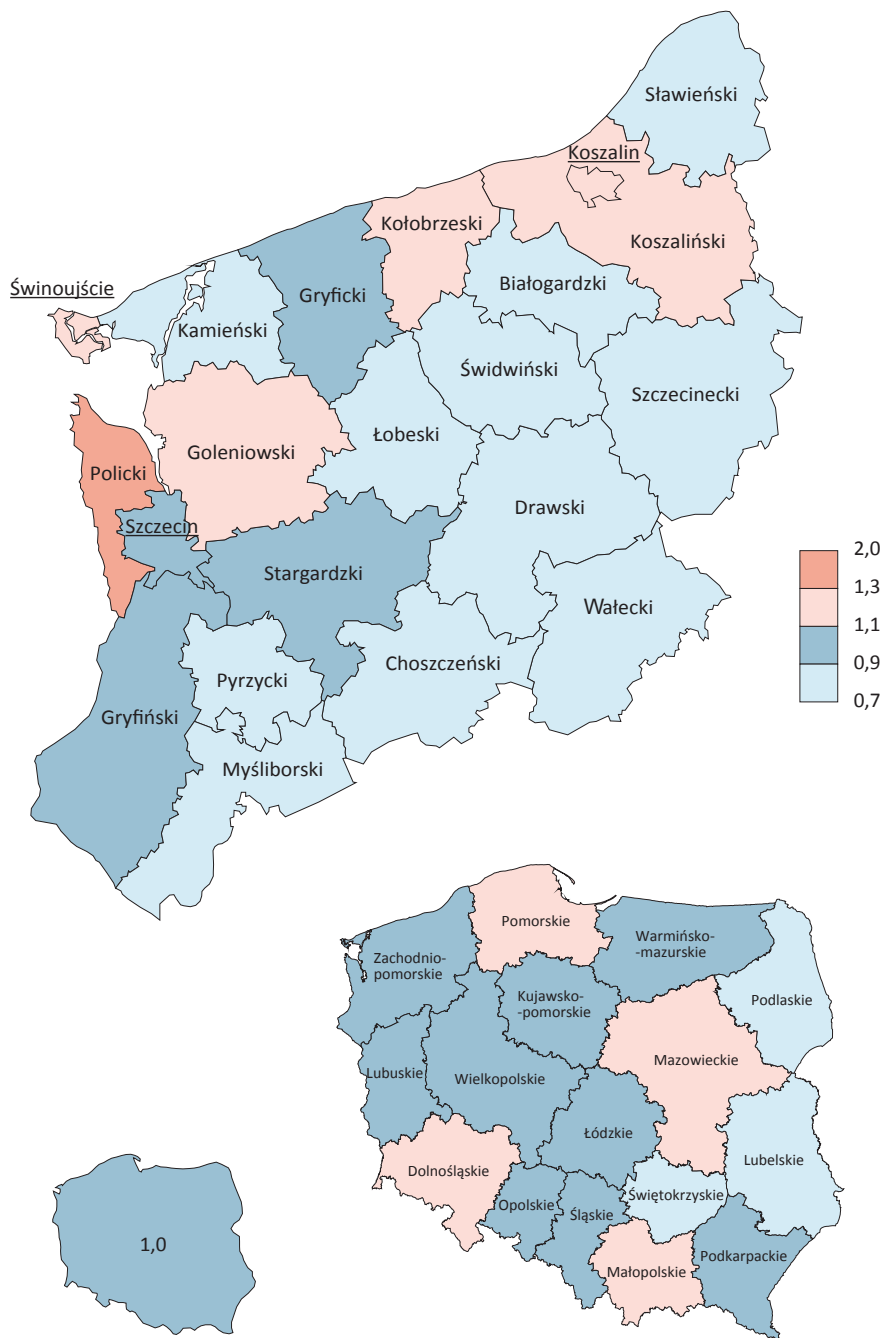 Sławieński
Koszalin
Kołobrzeski
Koszaliński
Białogardzki
Świnoujście
Gryficki
Kamieński
Świdwiński
Szczecinecki
Łobeski
Goleniowski
Policki
Drawski
Szczecin
Stargardzki
Wałecki
Choszczeński
Pyrzycki
Gryfiński
Myśliborski
2,0
1,3
1,1
0,9
0,7
Pomorskie
Warmińsko-
-mazurskie
Zachodnio-
pomorskie
Kujawsko-
-pomorskie
Podlaskie
Mazowieckie
Lubuskie
Wielkopolskie
Łódzkie
Lubelskie
Dolnośląskie
Świętokrzyskie
Opolskie
Śląskie
Podkarpackie
Małopolskie
1,0